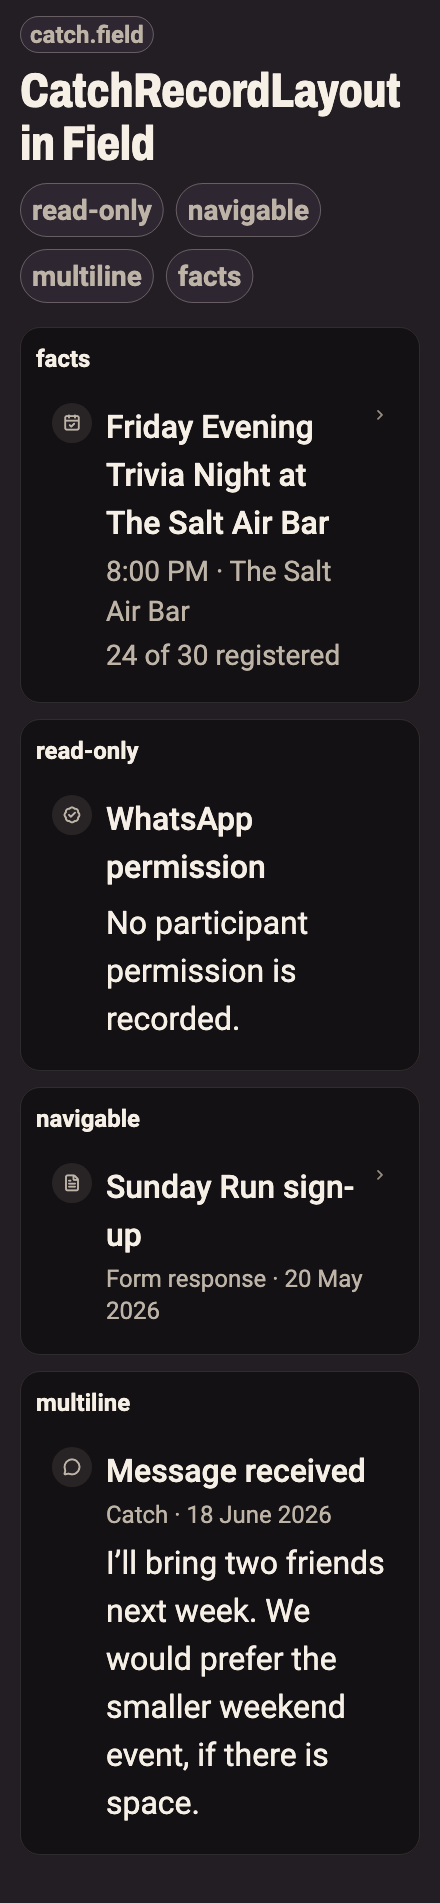 catch.field
CatchRecordLayout
in Field
read-only
navigable
multiline
facts
facts
Friday Evening
Trivia Night at
The Salt Air Bar
8:00 PM · The Salt
Air Bar
24 of 30 registered
read-only
WhatsApp
permission
No participant
permission is
recorded.
navigable
Sunday Run sign-
up
Form response · 20 May
2026
multiline
Message received
Catch · 18 June 2026
I’ll bring two friends
next week. We
would prefer the
smaller weekend
event, if there is
space.